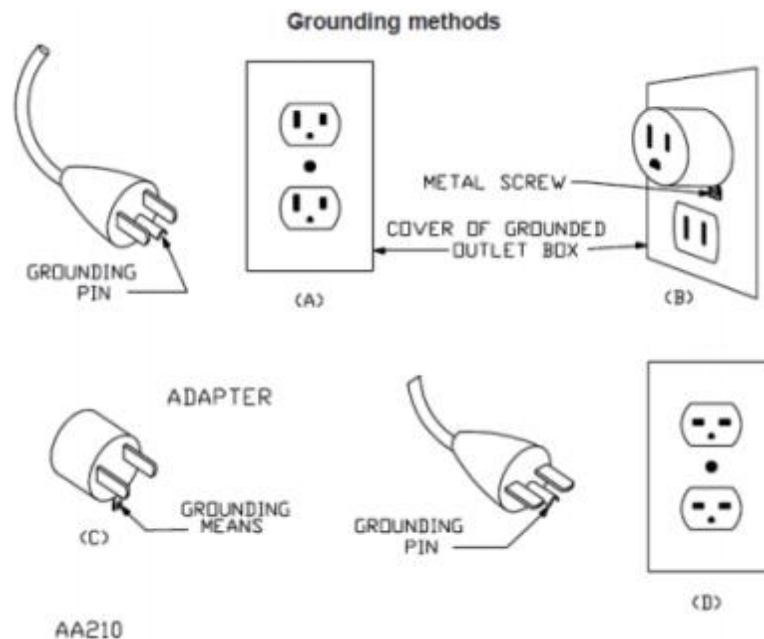 Grounding methods
GROUNDING
PIN
(A)
METAL SCREW
COVER OF GROUNDED
OUTLET BOX
(B)
ADAPTER
GROUNDING
MEANS
(C)
GROUNDING
PIN
(D)
AA210